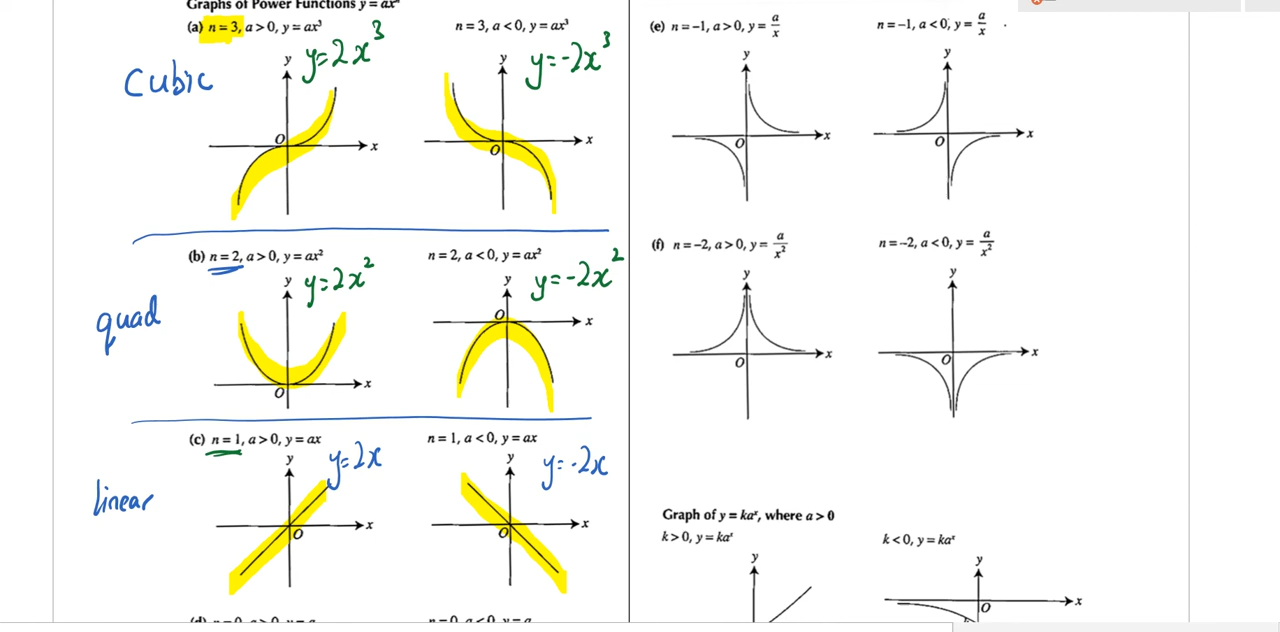 Graphs of Power Functions y = axⁿ
(a) n = 3, a > 0, y = ax³
n = 3, a < 0, y = ax³
y = 2x³
y = -2x³
Cubic
y
O
x
y
O
x
(b) n = 2, a > 0, y = ax²
n = 2, a < 0, y = ax²
y = 2x²
y = -2x²
quad
y
O
x
y
O
x
(c) n = 1, a > 0, y = ax
n = 1, a < 0, y = ax
y = 2x
y = -2x
linear
y
O
x
y
O
x
(e) n = −1, a > 0, y = a/x
n = −1, a < 0, y = a/x
y
O
x
y
O
x
(f) n = −2, a > 0, y = a/x²
n = −2, a < 0, y = a/x²
y
O
x
y
O
x
Graph of y = kaˣ, where a > 0
k > 0, y = kaˣ
k < 0, y = kaˣ
y
y
O
x